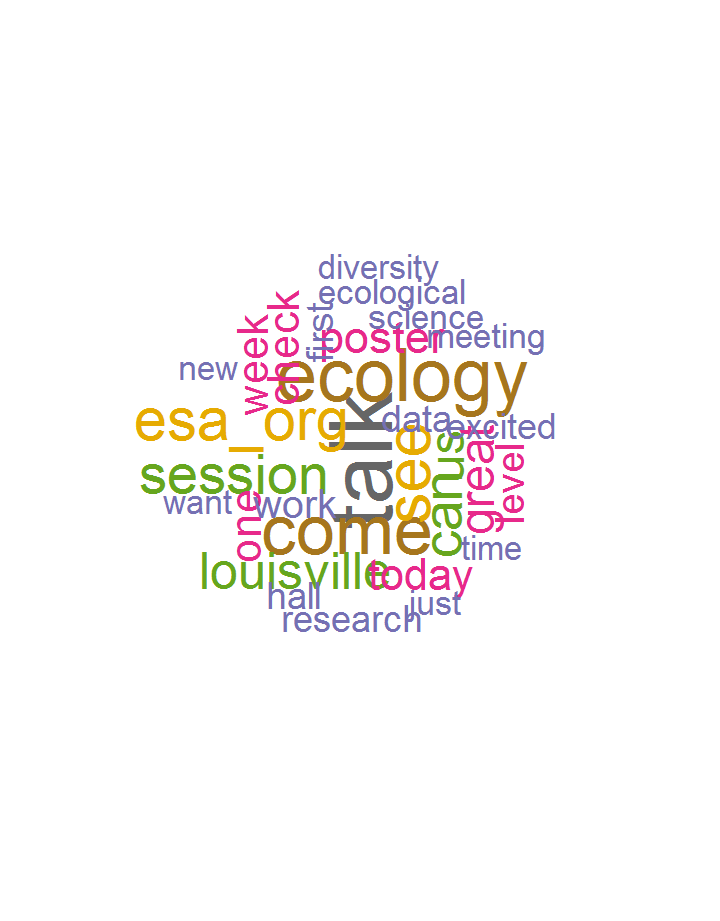 diversity
ecological
science
first
poster
meeting
check
week
new
ecology
esa_org
talk
data
excited
see
canus
great
level
session
want
work
one
come
time
louisville
today
hall
just
research